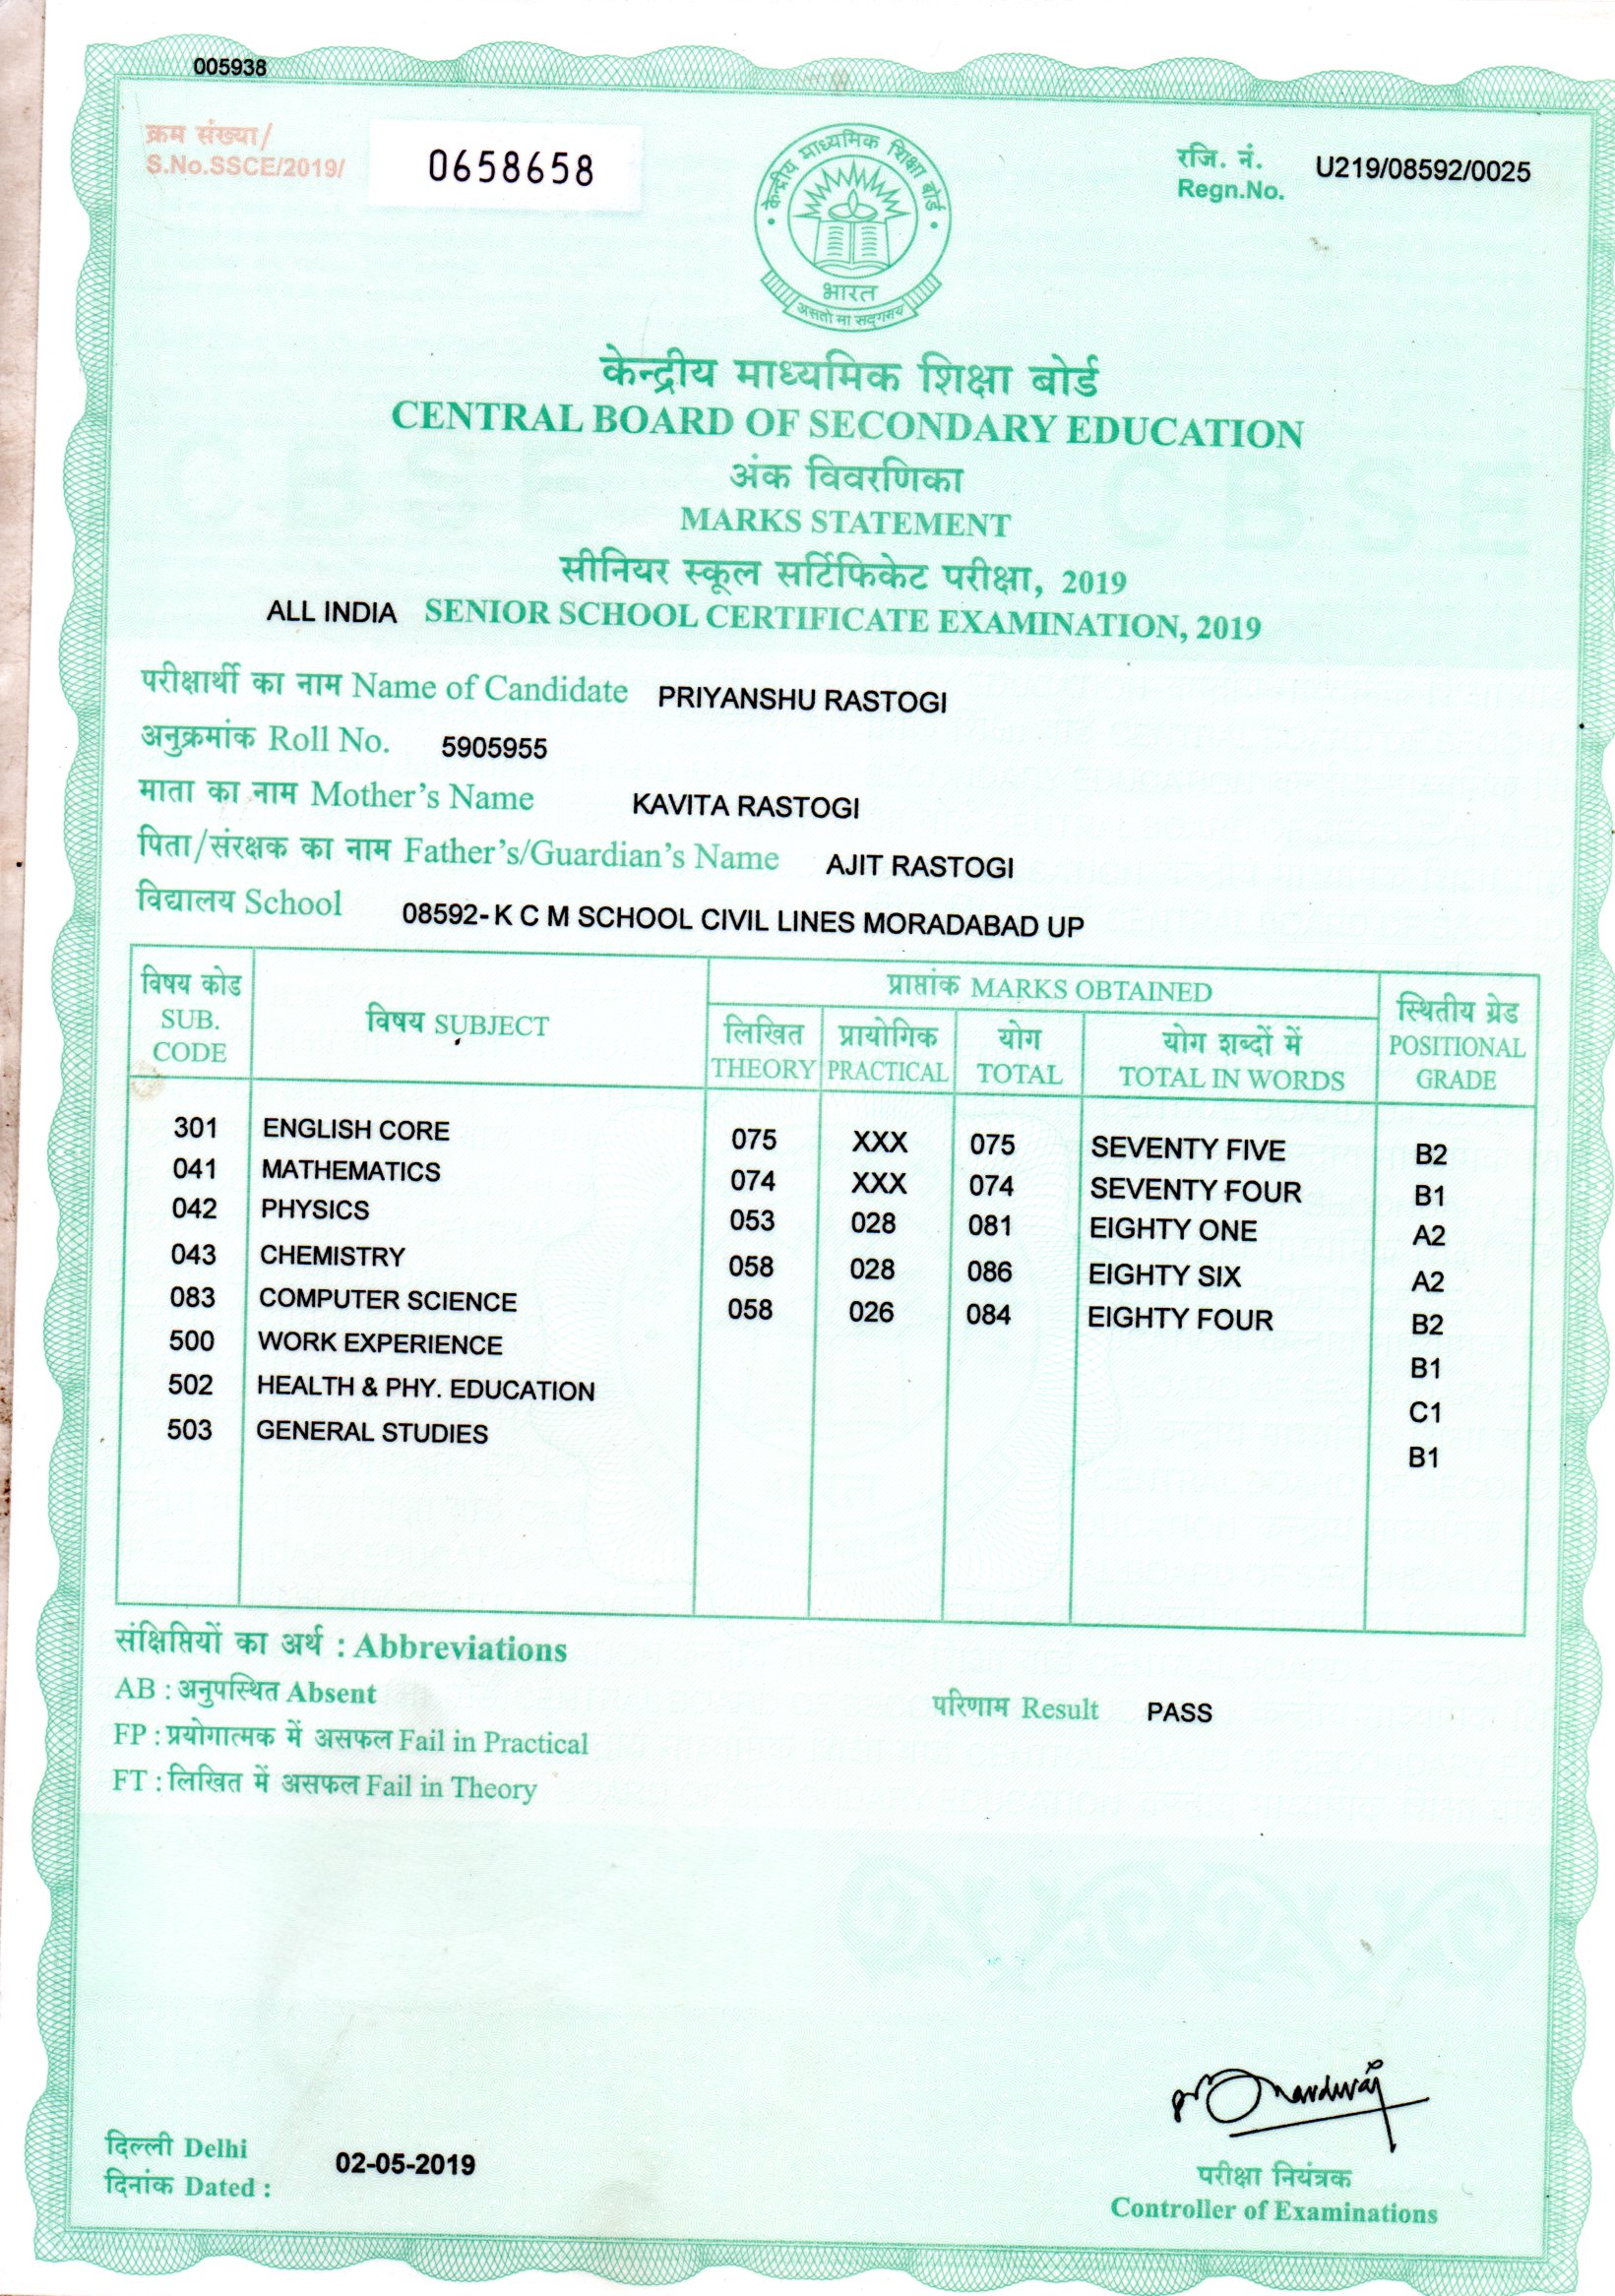 005938
क्रम संख्या/
S.No.SSCE/2019/ 0658658
रजि. नं.
Regn.No. U219/08592/0025
केन्द्रीय माध्यमिक शिक्षा बोर्ड
भारत
असतो मा सद्गमय
केन्द्रीय माध्यमिक शिक्षा बोर्ड
CENTRAL BOARD OF SECONDARY EDUCATION
CBSE CBSE
अंक विवरणिका
MARKS STATEMENT
सीनियर स्कूल सर्टिफिकेट परीक्षा, 2019
ALL INDIA SENIOR SCHOOL CERTIFICATE EXAMINATION, 2019
परीक्षार्थी का नाम Name of Candidate PRIYANSHU RASTOGI
अनुक्रमांक Roll No. 5905955
माता का नाम Mother's Name KAVITA RASTOGI
पिता/संरक्षक का नाम Father's/Guardian's Name AJIT RASTOGI
विद्यालय School 08592- K C M SCHOOL CIVIL LINES MORADABAD UP
विषय कोड SUB. CODE
विषय SUBJECT
प्राप्तांक MARKS OBTAINED
लिखित THEORY
प्रायोगिक PRACTICAL
योग TOTAL
योग शब्दों में TOTAL IN WORDS
स्थितीय ग्रेड POSITIONAL GRADE
301 ENGLISH CORE 075 XXX 075 SEVENTY FIVE B2
041 MATHEMATICS 074 XXX 074 SEVENTY FOUR B1
042 PHYSICS 053 028 081 EIGHTY ONE A2
043 CHEMISTRY 058 028 086 EIGHTY SIX A2
083 COMPUTER SCIENCE 058 026 084 EIGHTY FOUR B2
500 WORK EXPERIENCE B1
502 HEALTH & PHY. EDUCATION C1
503 GENERAL STUDIES B1
संक्षिप्तियों का अर्थ : Abbreviations
AB : अनुपस्थित Absent
परिणाम Result PASS
FP : प्रयोगात्मक में असफल Fail in Practical
FT : लिखित में असफल Fail in Theory
दिल्ली Delhi
दिनांक Dated : 02-05-2019
परीक्षा नियंत्रक
Controller of Examinations